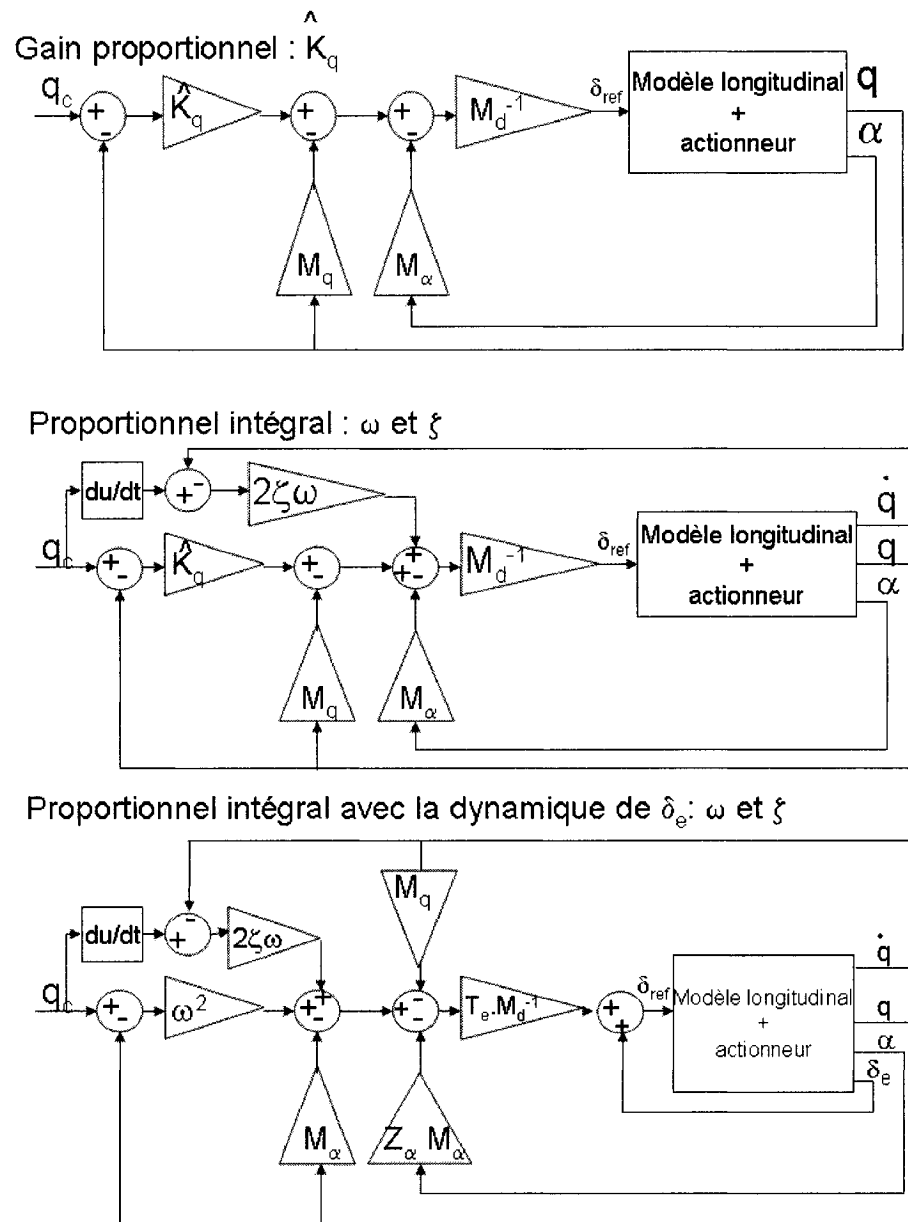 Gain proportionnel : K̂q
qc
+
-
K̂q
+
-
+
-
Md⁻¹
δref
Modèle longitudinal
+
actionneur
q
α
Mq
Mα
Proportionnel intégral : ω et ζ
du/dt
+
-
2ζω
qc
+
-
K̂q
+
-
+
+
-
Md⁻¹
δref
Modèle longitudinal
+
actionneur
q̇
q
α
Mq
Mα
Proportionnel intégral avec la dynamique de δe: ω et ζ
Mq
du/dt
+
-
2ζω
qc
+
-
ω²
+
+
-
+
-
-
Te.Md⁻¹
+
+
δref
Modèle longitudinal
+
actionneur
q̇
q
α
δe
Mα
Zα Mα